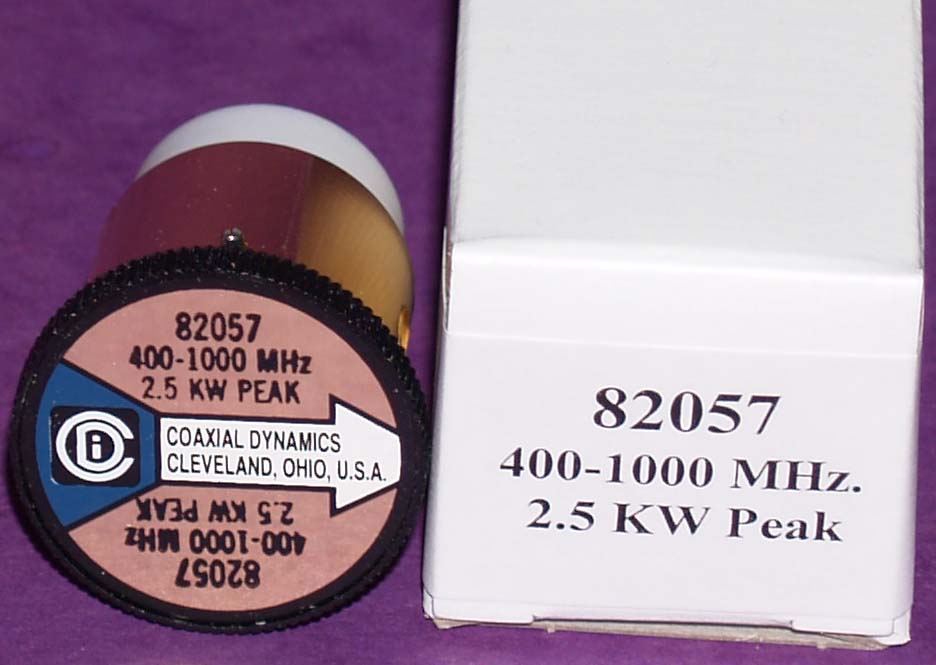 82057
400-1000 MHz
2.5 KW PEAK
CDi
COAXIAL DYNAMICS
CLEVELAND, OHIO, U.S.A.
82057
400-1000 MHz
2.5 KW PEAK
82057
400-1000 MHz.
2.5 KW Peak